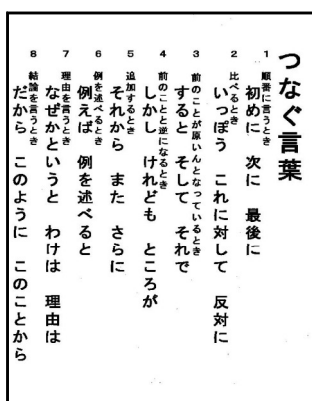 つなぐ言葉
1 順番に言うとき
初めに 次に 最後に
2 比べるとき
いっぽう これに対して 反対に
3 前のことが原いんとなっているとき
すると そして それで
4 前のことと逆になるとき
しかし けれども ところが
5 追加するとき
それから また さらに
6 例を述べるとき
例えば 例を述べると
7 理由を言うとき
なぜかというと わけは 理由は
8 結論を言うとき
だから このように このことから